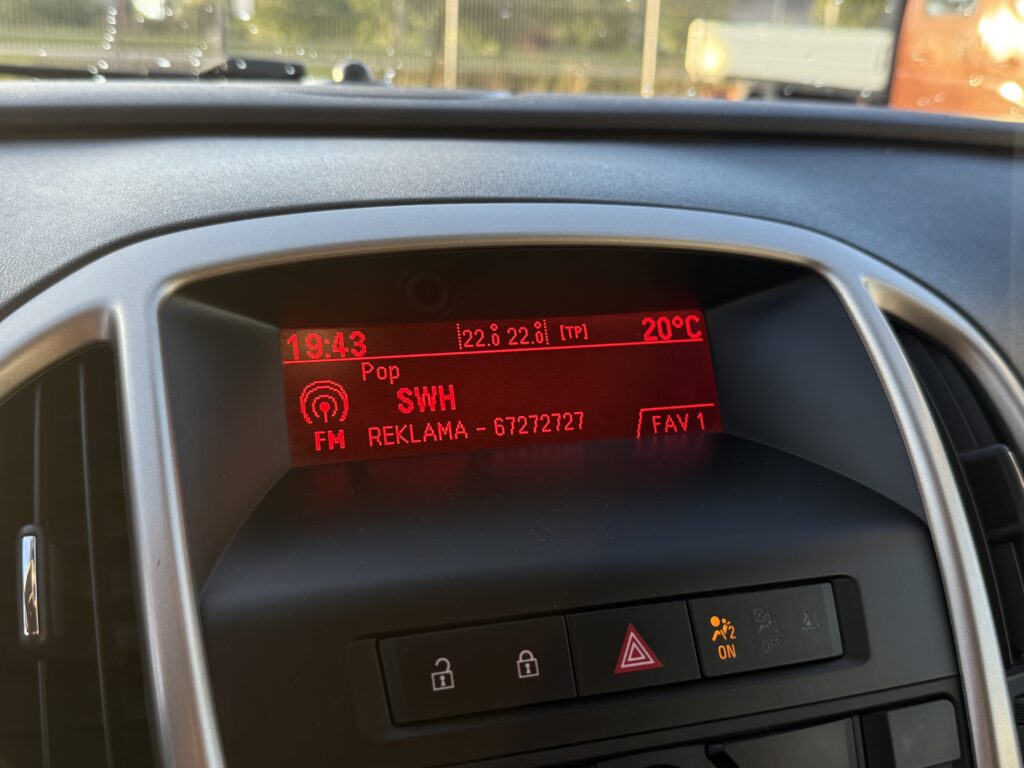 19:43 22.0° 22.0° [TP] 20°C
Pop
SWH
FM REKLAMA - 67272727 FAV 1
2
ON OFF